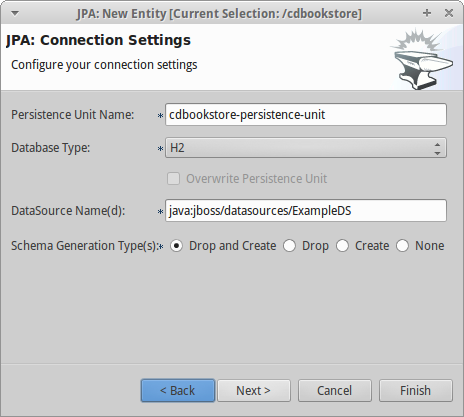 JPA: New Entity [Current Selection: /cdbookstore]
JPA: Connection Settings
Configure your connection settings
Persistence Unit Name: * cdbookstore-persistence-unit
Database Type: * H2
Overwrite Persistence Unit
DataSource Name(d): * java:jboss/datasources/ExampleDS
Schema Generation Type(s):* Drop and Create Drop Create None
< Back Next > Cancel Finish